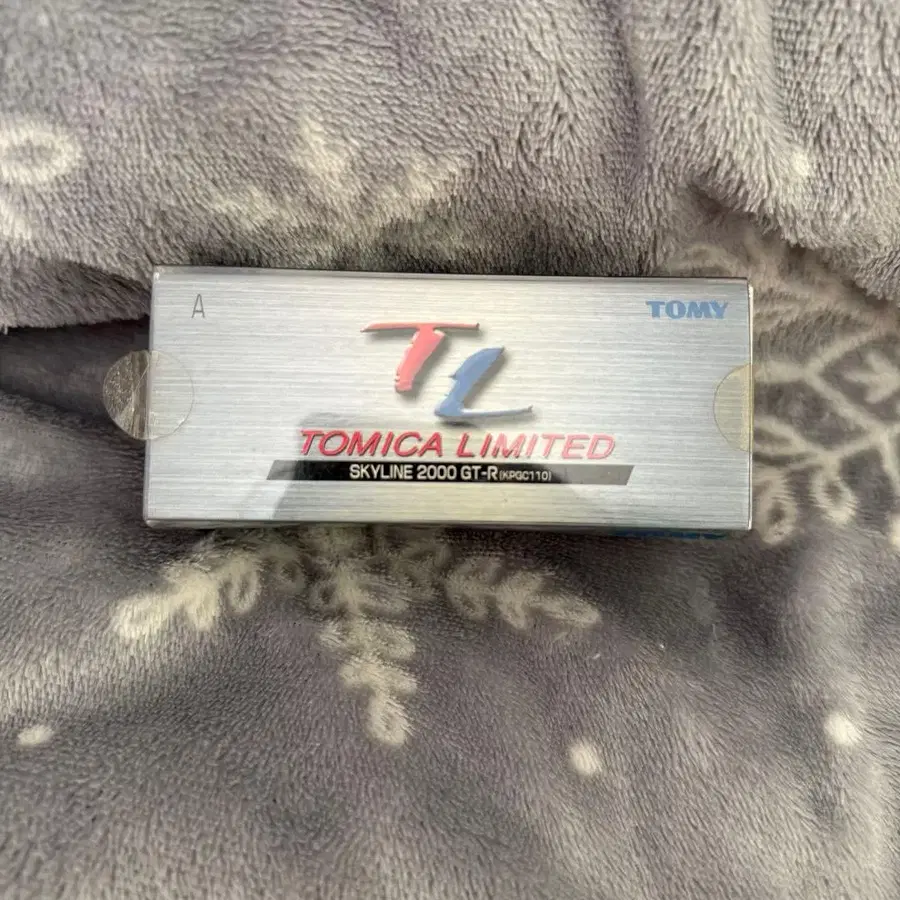 A
TOMY
TL
TOMICA LIMITED
SKYLINE 2000 GT-R (KPGC110)